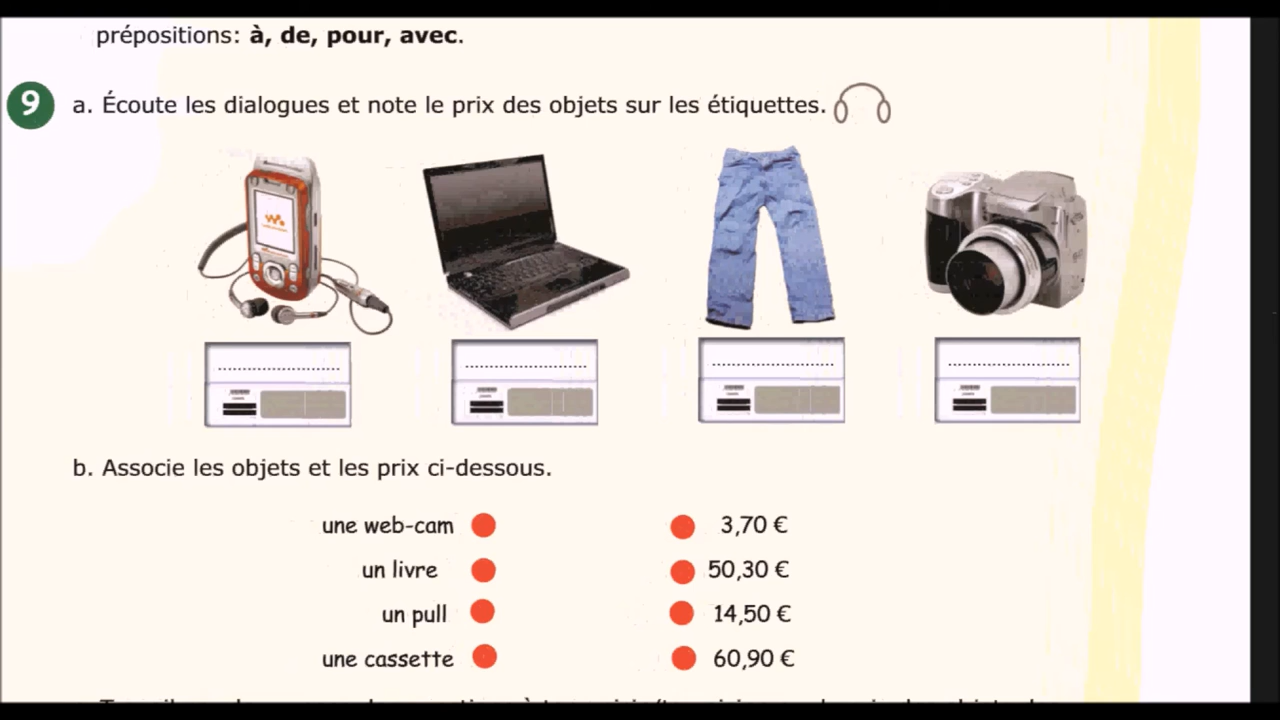 prépositions: à, de, pour, avec.
9 a. Écoute les dialogues et note le prix des objets sur les étiquettes.
b. Associe les objets et les prix ci-dessous.
une web-cam 3,70 €
un livre 50,30 €
un pull 14,50 €
une cassette 60,90 €